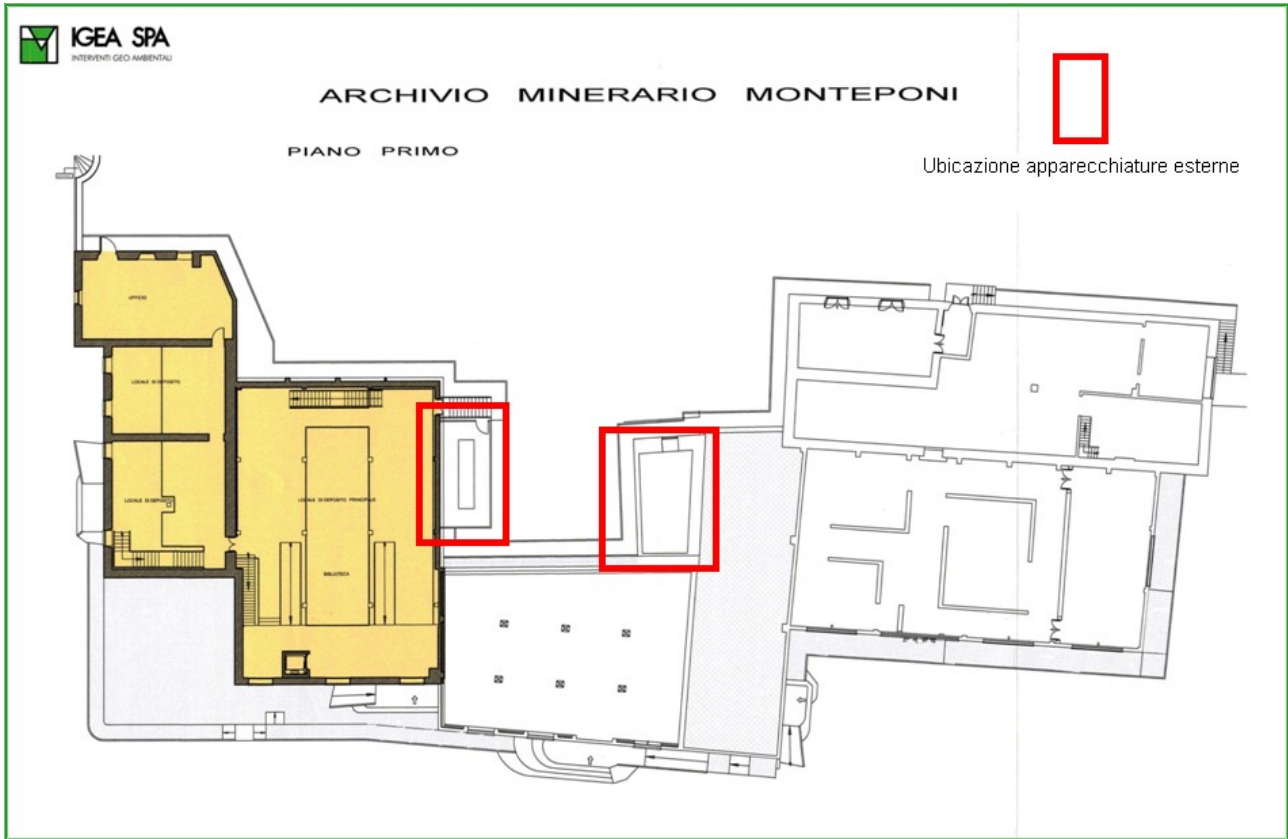 IGEA SPA
INTERVENTI GEO AMBIENTALI
ARCHIVIO MINERARIO MONTEPONI
PIANO PRIMO
Ubicazione apparecchiature esterne
UFFICIO
LOCALE DI DEPOSITO
LOCALE DI DEPOSITO
LOCALE DI DEPOSITO PRINCIPALE
BIBLIOTECA